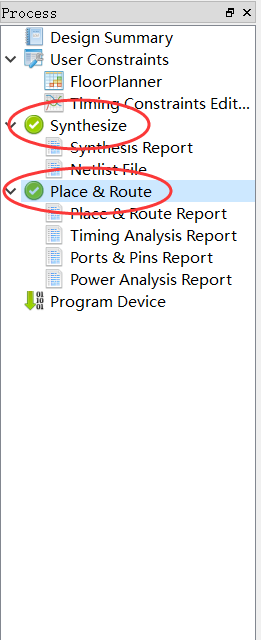 Process
Design Summary
User Constraints
FloorPlanner
Timing Constraints Edit...
Synthesize
Synthesis Report
Netlist File
Place & Route
Place & Route Report
Timing Analysis Report
Ports & Pins Report
Power Analysis Report
Program Device